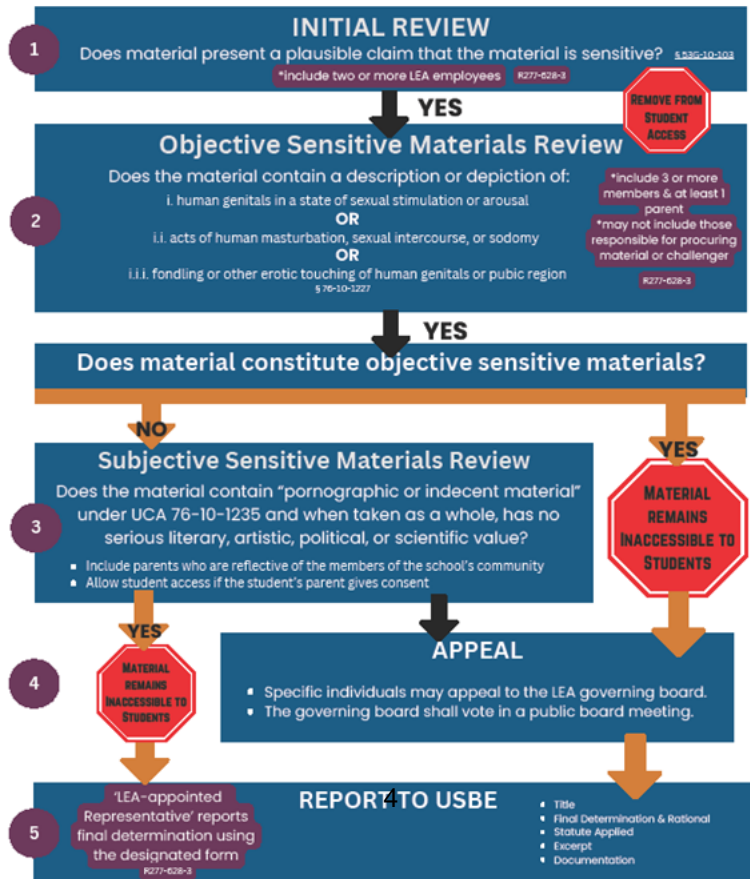 INITIAL REVIEW
1
Does material present a plausible claim that the material is sensitive? § 53G-10-103
*include two or more LEA employees R277-628-3
REMOVE FROM
STUDENT
ACCESS
YES
Objective Sensitive Materials Review
Does the material contain a description or depiction of:
i. human genitals in a state of sexual stimulation or arousal
OR
2
i.i. acts of human masturbation, sexual intercourse, or sodomy
OR
i.i.i. fondling or other erotic touching of human genitals or pubic region
§ 76-10-1227
*include 3 or more
members & at least 1
parent
*may not include those
responsible for procuring
material or challenger
R277-628-3
YES
Does material constitute objective sensitive materials?
NO
YES
Subjective Sensitive Materials Review
Does the material contain “pornographic or indecent material”
3
under UCA 76-10-1235 and when taken as a whole, has no
serious literary, artistic, political, or scientific value?
▪ Include parents who are reflective of the members of the school's community
▪ Allow student access if the student's parent gives consent
MATERIAL
REMAINS
INACCESSIBLE TO
STUDENTS
YES
4
MATERIAL
REMAINS
INACCESSIBLE TO
STUDENTS
APPEAL
▪ Specific individuals may appeal to the LEA governing board.
▪ The governing board shall vote in a public board meeting.
5
'LEA-appointed
Representative' reports
final determination using
the designated form
R277-628-3
REPORT TO USBE
4
▪ Title
▪ Final Determination & Rational
▪ Statute Applied
▪ Excerpt
▪ Documentation